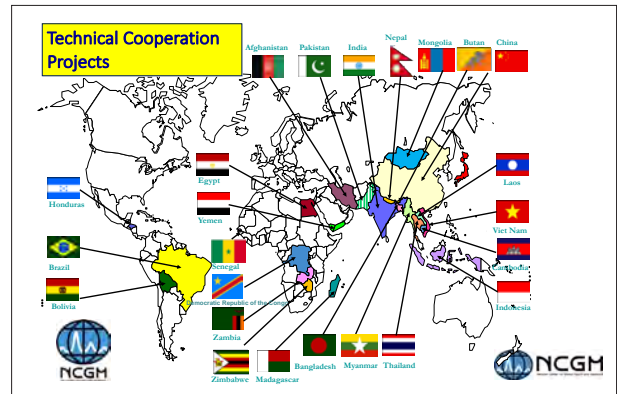 Technical Cooperation
Projects
Afghanistan
Pakistan
India
Nepal
Mongolia
Butan
China
Egypt
Yemen
Honduras
Laos
Viet Nam
Brazil
Senegal
Cambodia
Bolivia
Democratic Republic of the Congo
Indonesia
Zambia
Zimbabwe
Madagascar
Bangladesh
Myanmar
Thailand
NCGM
NCGM